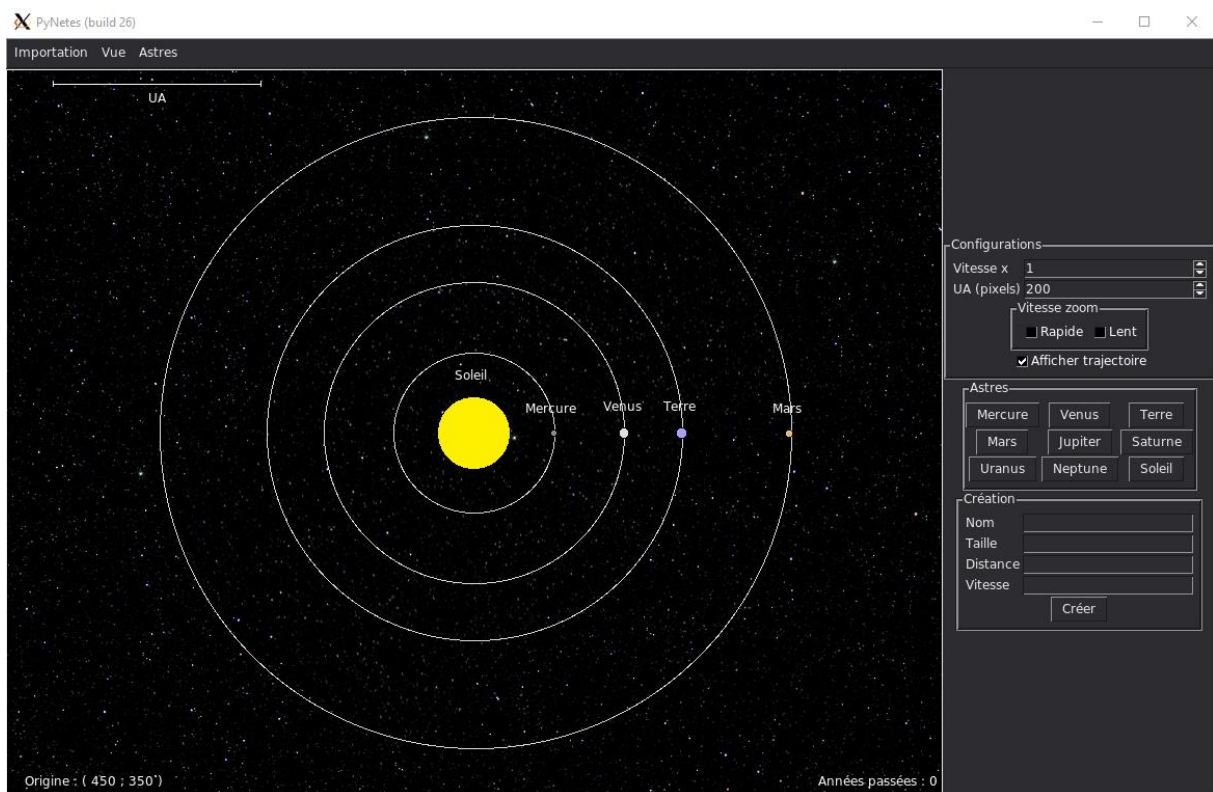 PyNetes (build 26)
Importation Vue Astres
UA
Soleil
Mercure
Venus
Terre
Mars
Origine : ( 450 ; 350 )
Années passées : 0
Configurations
Vitesse x 1
UA (pixels) 200
Vitesse zoom
Rapide Lent
Afficher trajectoire
Astres
Mercure Venus Terre
Mars Jupiter Saturne
Uranus Neptune Soleil
Création
Nom
Taille
Distance
Vitesse
Créer